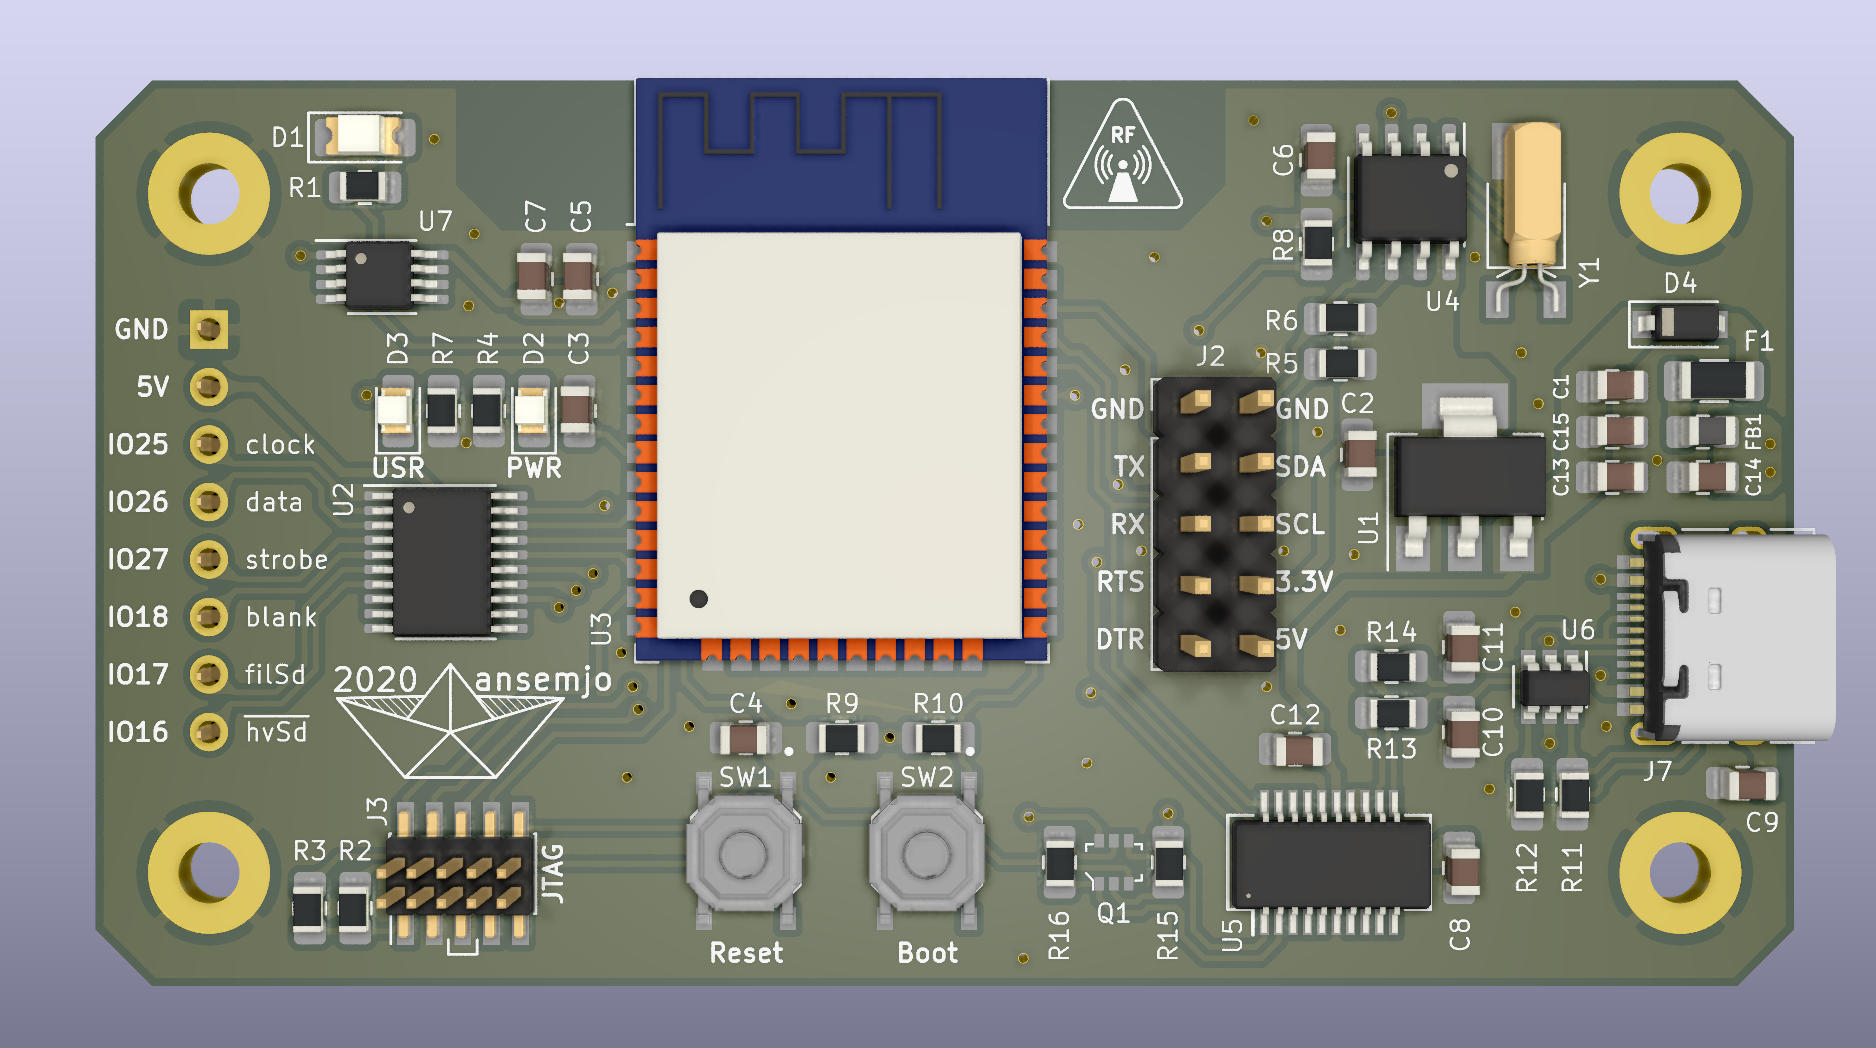 D1
R1
U7
C7
C5
RF
C6
R8
U4
Y1
D4
F1
GND
5V
IO25 clock
IO26 data
IO27 strobe
IO18 blank
IO17 filSd
IO16 hvSd
D3
R7
R4
D2
C3
USR
PWR
U2
U3
2020 ansemjo
R6
R5
J2
GND GND
TX SDA
RX SCL
RTS 3.3V
DTR 5V
C2
U1
C1
C15
C13
FB1
C14
R14
C11
U6
R13
C10
C12
J7
C9
C4
R9
R10
SW1
SW2
J3
R3
R2
JTAG
Reset
Boot
R16
Q1
R15
U5
C8
R12
R11